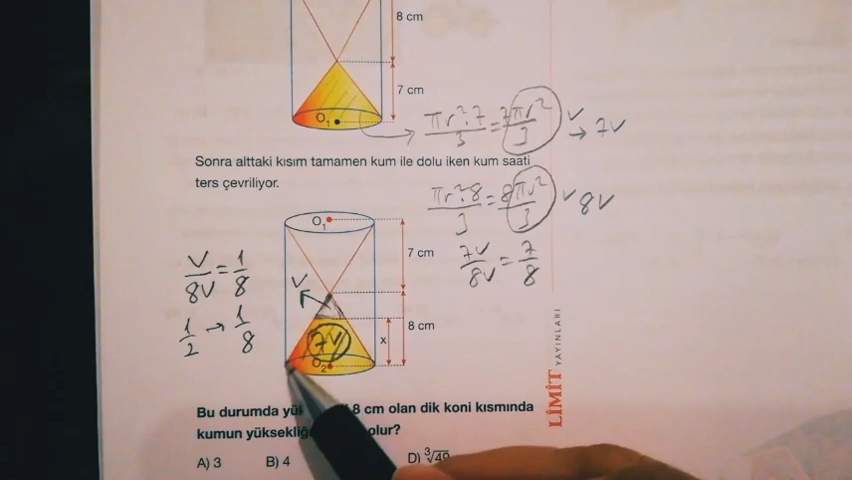 8 cm
7 cm
O1
πr²·7/3 = 7πr²/3 V → 7V
Sonra alttaki kısım tamamen kum ile dolu iken kum saati
ters çevriliyor.
πr²·8/3 = 8πr²/3 V 8V
O1
7 cm
7V/8V = 7/8
V/8V = 1/8
V
8 cm
1/2 → 1/8
7V
x
O2
LİMİT YAYINLARI
Bu durumda 8 cm olan dik koni kısmında
kumun olur?
A) 3 B) 4 D) ³√49